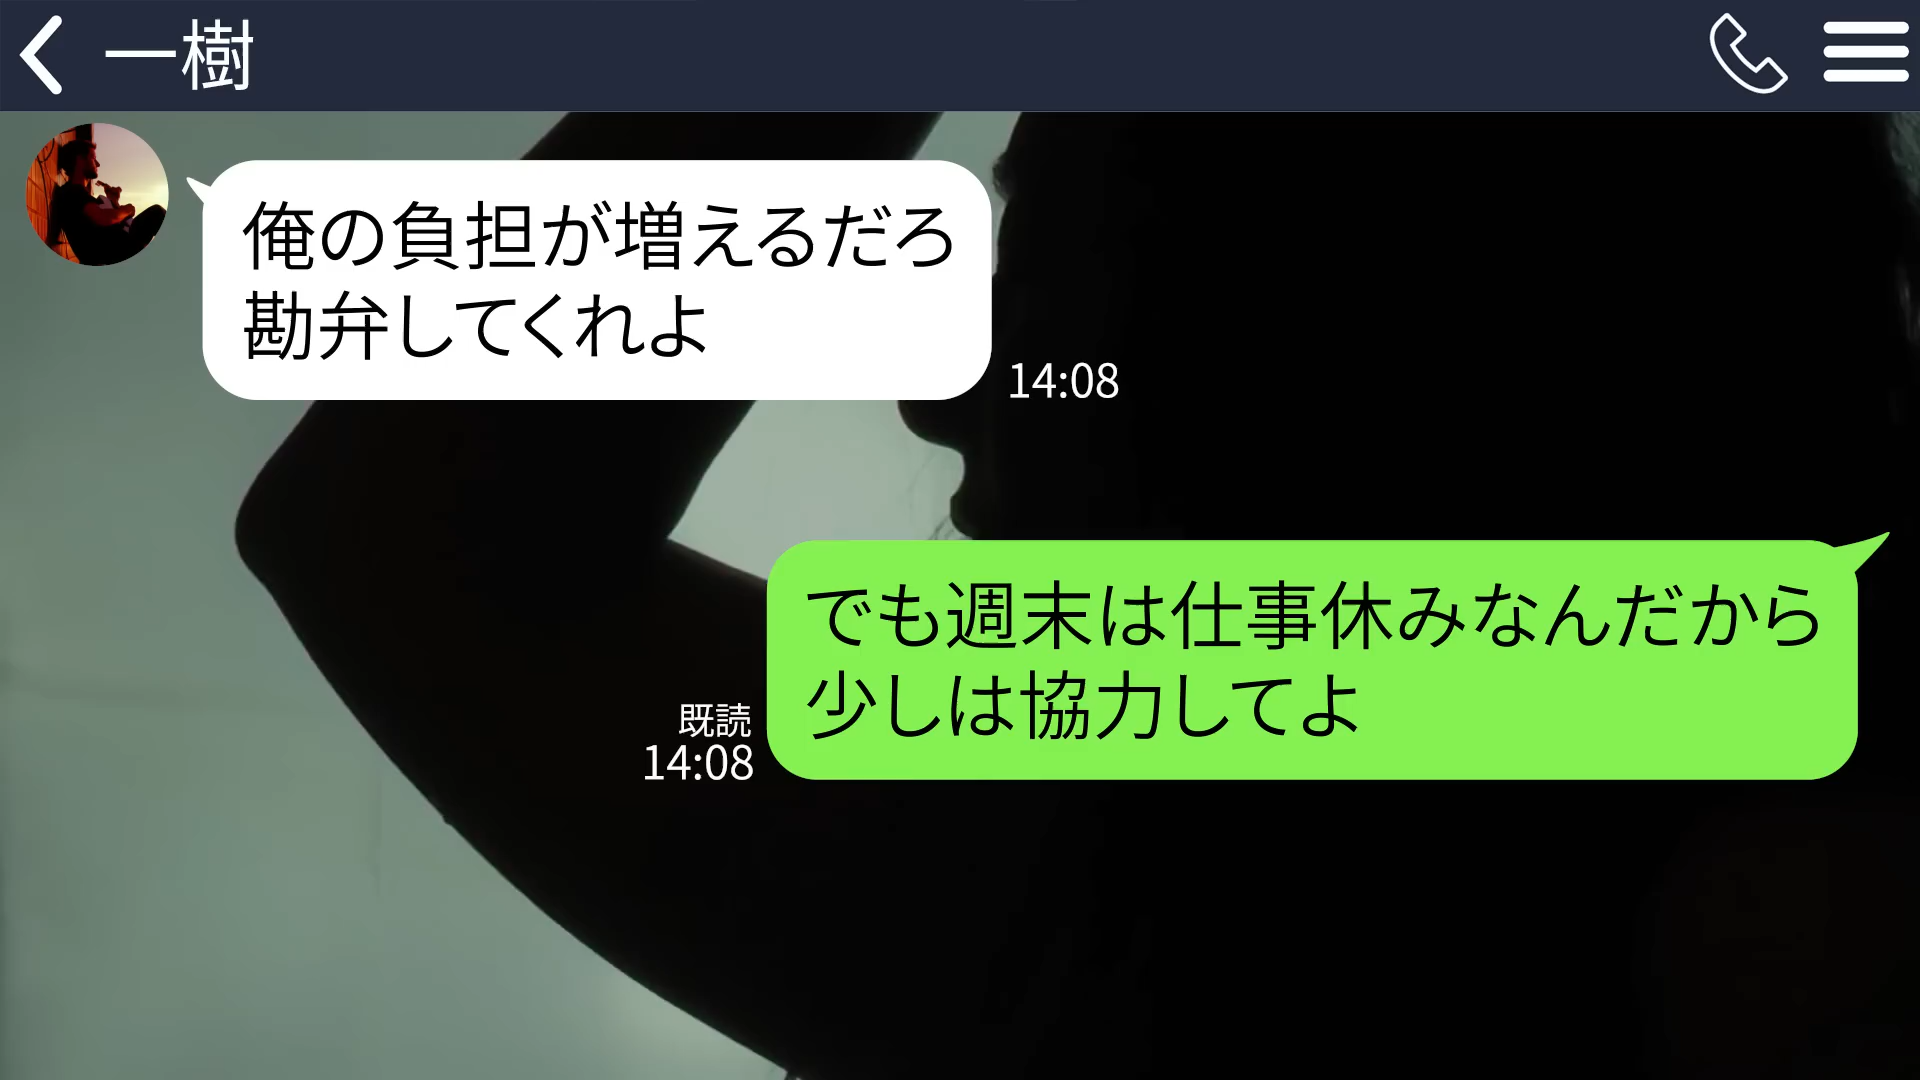 一樹
俺の負担が増えるだろ
勘弁してくれよ
14:08
でも週末は仕事休みなんだから
少しは協力してよ
既読
14:08